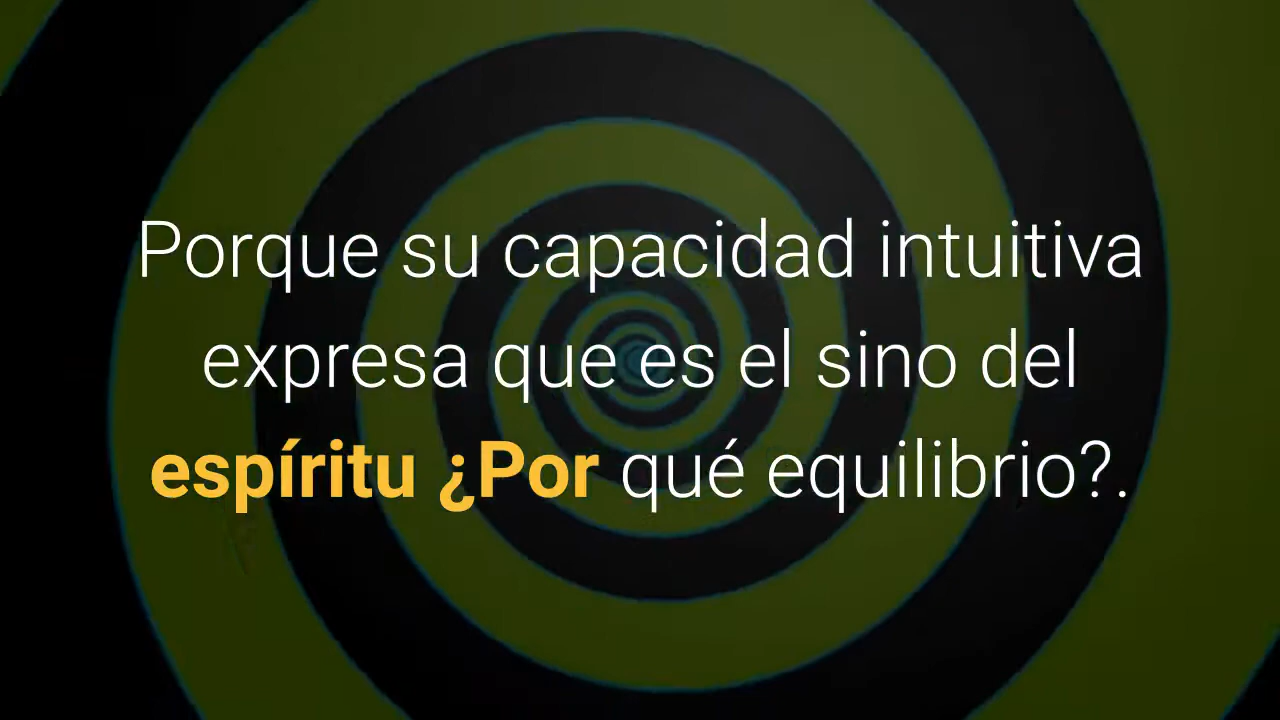 Porque su capacidad intuitiva
expresa que es el sino del
espíritu ¿Por qué equilibrio?.